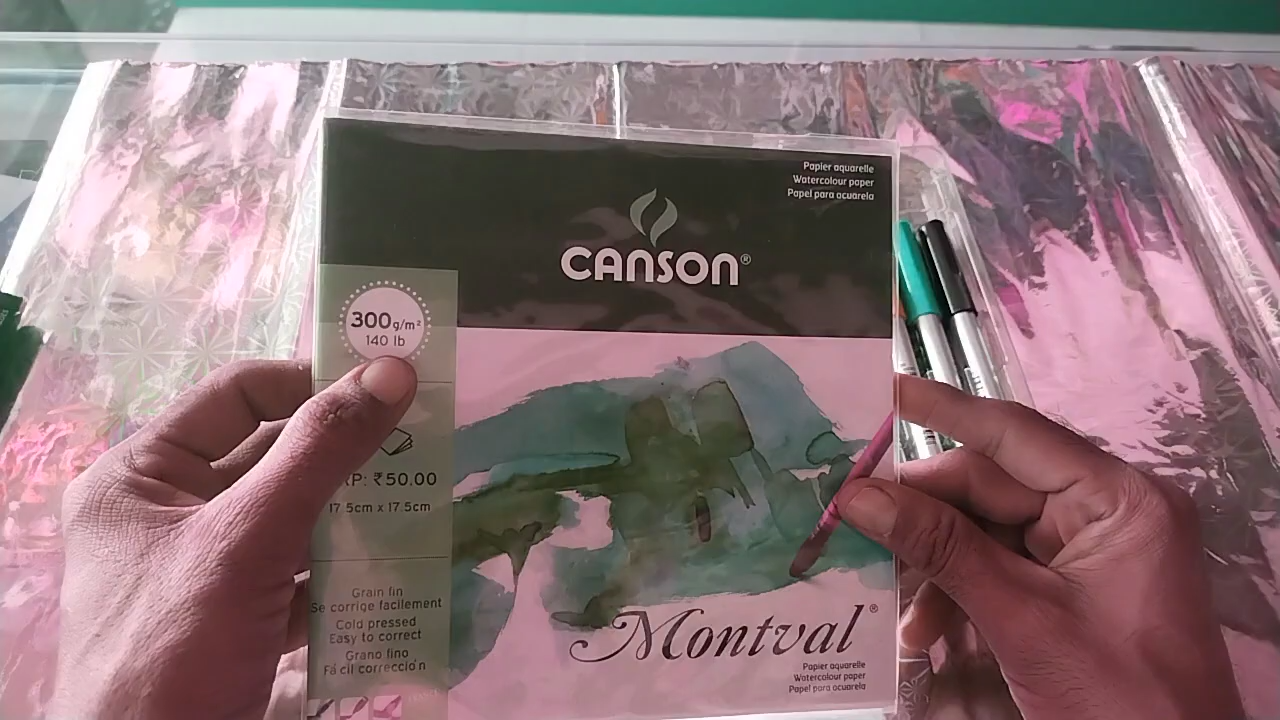 Papier aquarelle
Watercolour paper
Papel para acuarela
CANSON®
300g/m²
140 lb
P: ₹50.00
17.5cm x 17.5cm
Grain fin
Se corrige facilement
Cold pressed
Easy to correct
Grano fino
Fácil corrección
Montval®
Papier aquarelle
Watercolour paper
Papel para acuarela